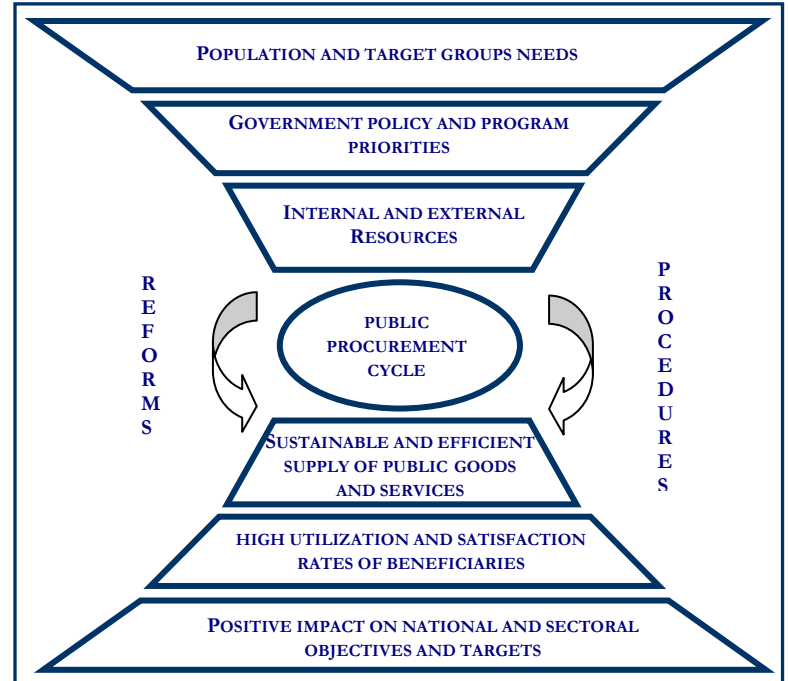 POPULATION AND TARGET GROUPS NEEDS
GOVERNMENT POLICY AND PROGRAM
PRIORITIES
INTERNAL AND EXTERNAL
RESOURCES
REFORMS
PUBLIC
PROCUREMENT
CYCLE
PROCEDURES
SUSTAINABLE AND EFFICIENT
SUPPLY OF PUBLIC GOODS
AND SERVICES
HIGH UTILIZATION AND SATISFACTION
RATES OF BENEFICIARIES
POSITIVE IMPACT ON NATIONAL AND SECTORAL
OBJECTIVES AND TARGETS